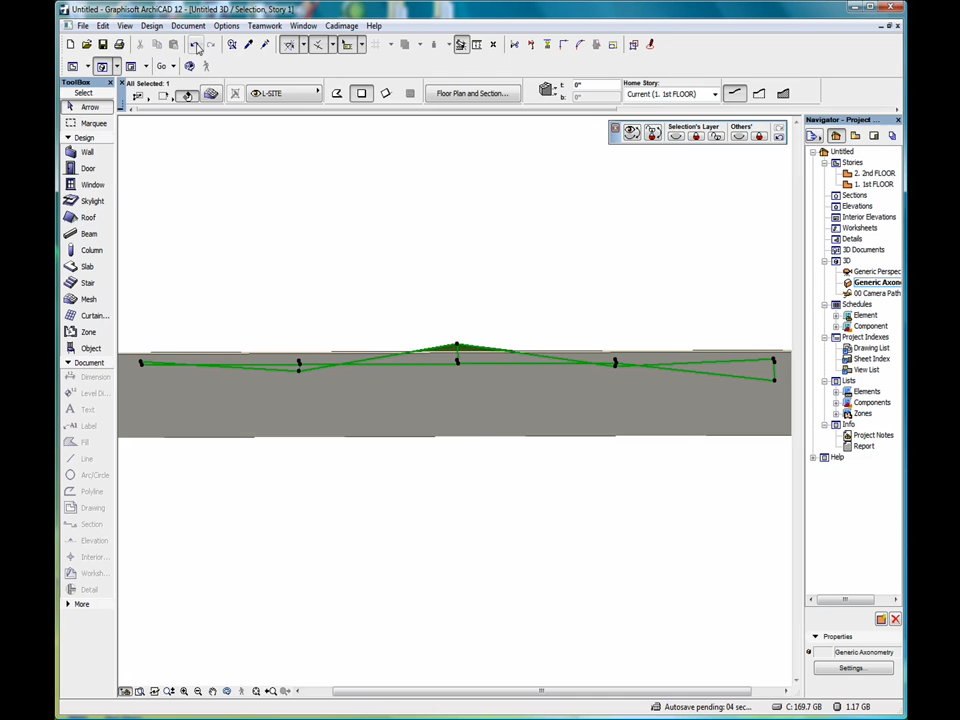 Untitled - Graphisoft ArchiCAD 12 - [Untitled 3D / Selection, Story 1]
File Edit View Design Document Options Teamwork Window Cadimage Help
Go
ToolBox
Select
Arrow
Marquee
Design
Wall
Door
Window
Skylight
Roof
Beam
Column
Slab
Stair
Mesh
Curtain...
Zone
Object
Document
Dimension
Level Di...
Text
Label
Fill
Line
Arc/Circle
Polyline
Drawing
Section
Elevation
Interior...
Worksh...
Detail
More
All Selected: 1
L-SITE
Floor Plan and Section...
t: 0"
b: 0"
Home Story:
Current (1. 1st FLOOR)
Selection's Layer
Others'
Navigator - Project ...
Untitled
Stories
2. 2nd FLOOR
1. 1st FLOOR
Sections
Elevations
Interior Elevations
Worksheets
Details
3D Documents
3D
Generic Perspec
Generic Axono
00 Camera Path
Schedules
Element
Component
Project Indexes
Drawing List
Sheet Index
View List
Lists
Elements
Components
Zones
Info
Project Notes
Report
Help
Properties
Generic Axonometry
Settings...
Autosave pending: 04 sec...
C: 169.7 GB
1.17 GB